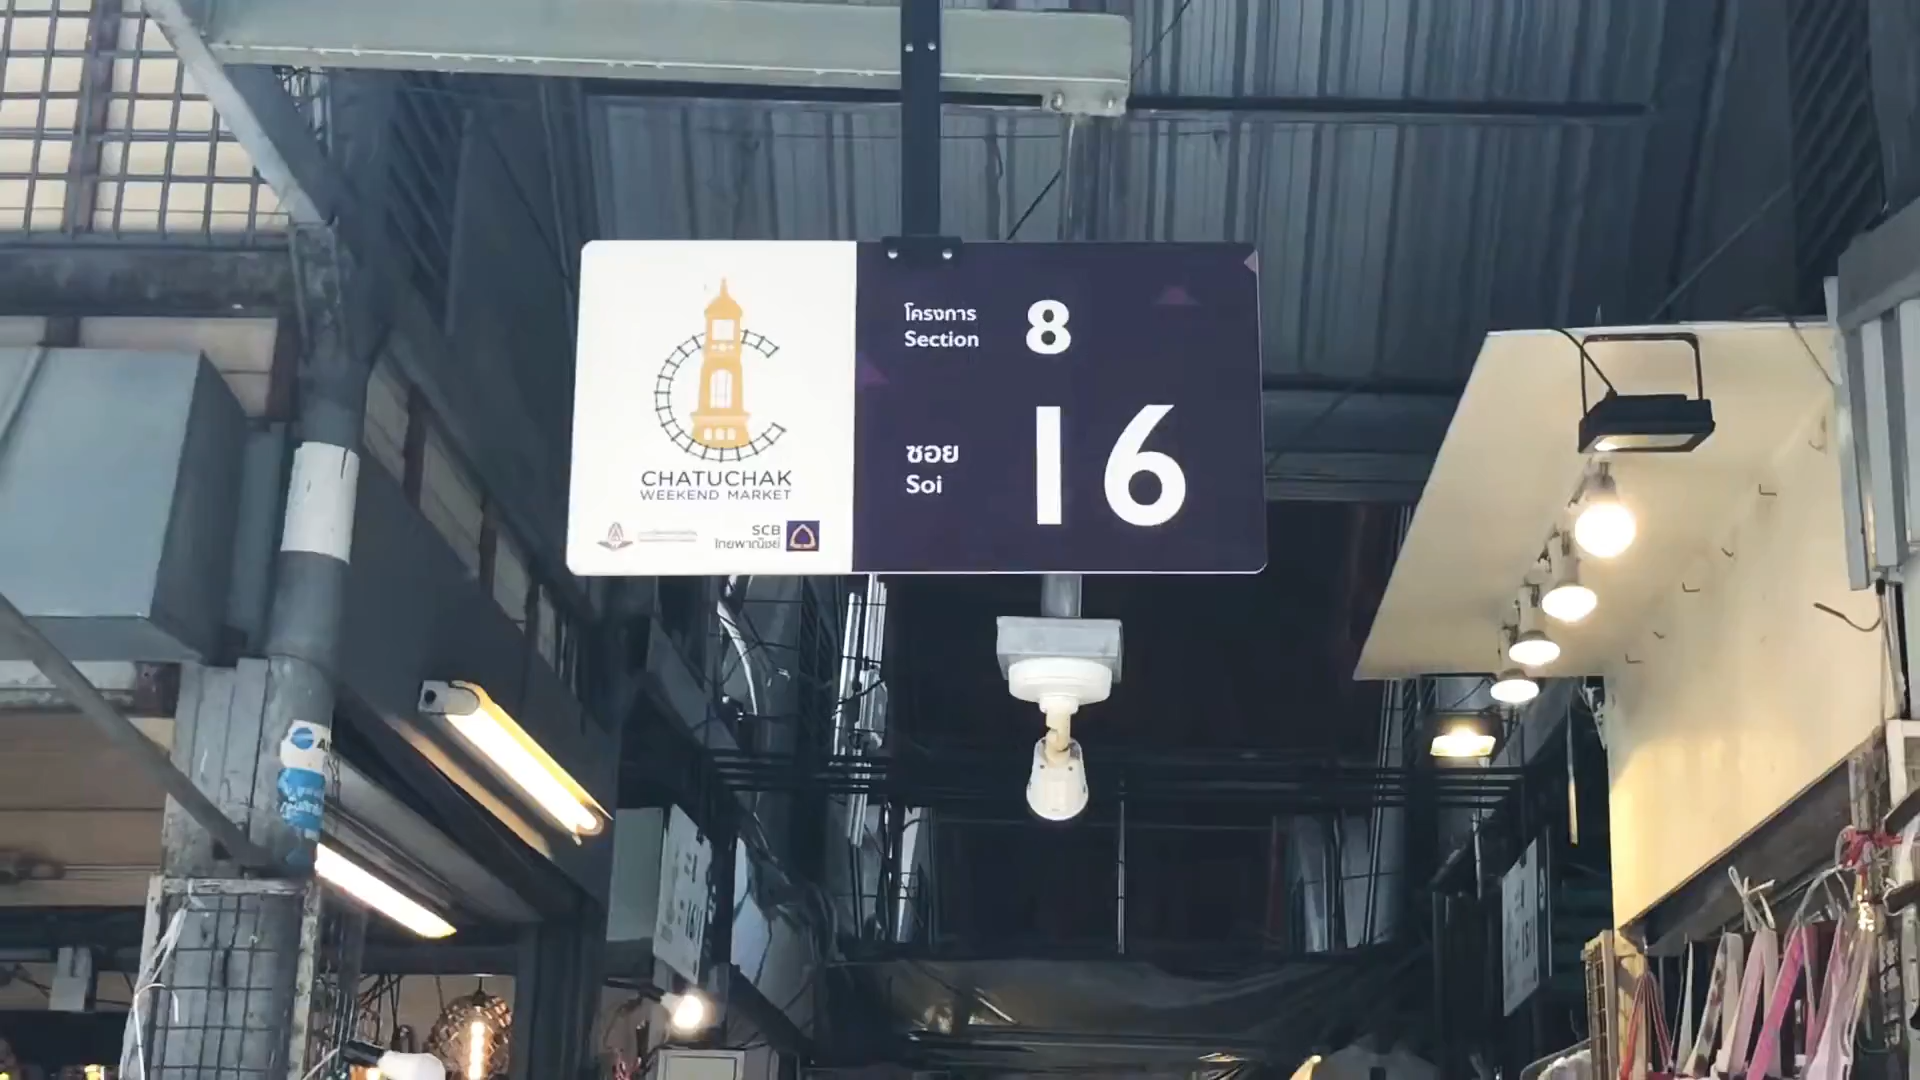 CHATUCHAK
WEEKEND MARKET
SCB
ไทยพาณิชย์
โครงการ 8
Section
ซอย 16
Soi